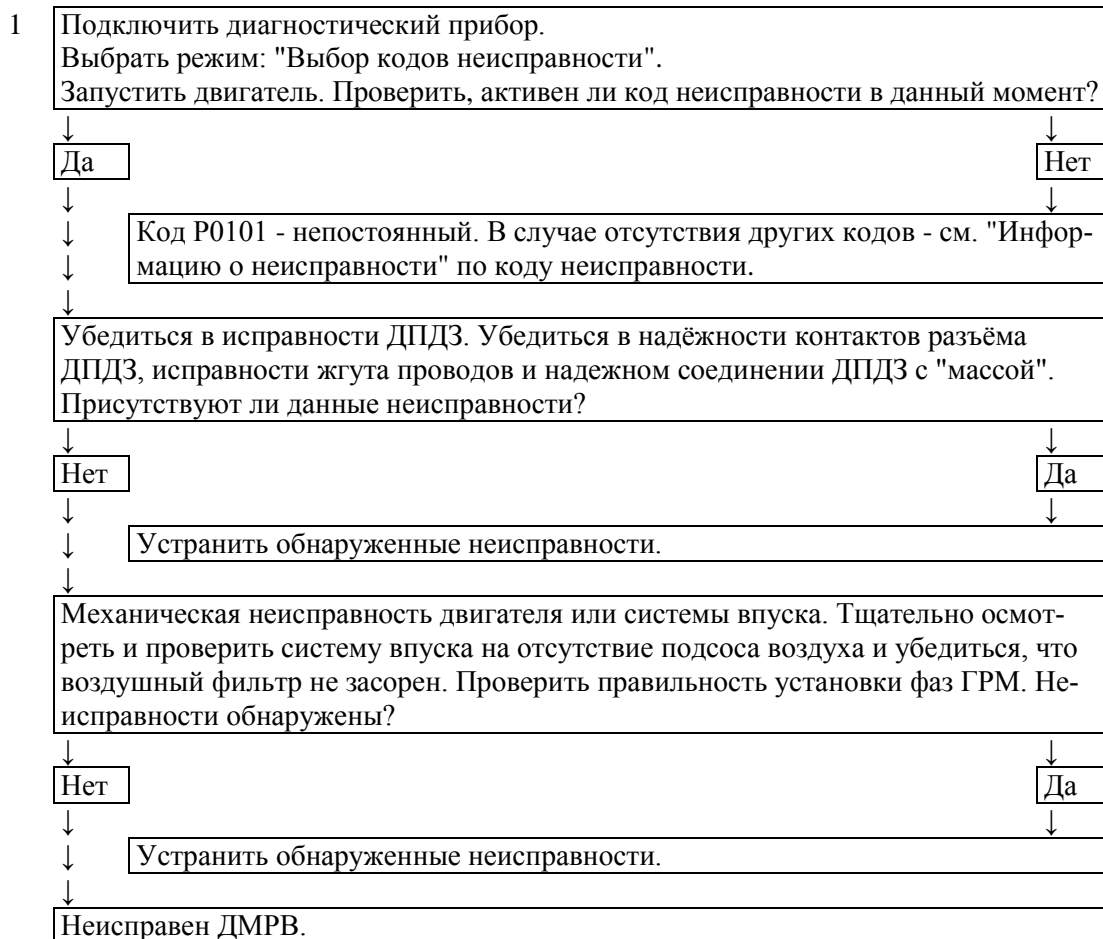 1 Подключить диагностический прибор.
Выбрать режим: "Выбор кодов неисправности".
Запустить двигатель. Проверить, активен ли код неисправности в данный момент?
↓ ↓
Да Нет
↓ ↓
↓ Код Р0101 - непостоянный. В случае отсутствия других кодов - см. "Инфор-
↓ мацию о неисправности" по коду неисправности.
↓
Убедиться в исправности ДПДЗ. Убедиться в надёжности контактов разъёма
ДПДЗ, исправности жгута проводов и надежном соединении ДПДЗ с "массой".
Присутствуют ли данные неисправности?
↓ ↓
Нет Да
↓ ↓
↓ Устранить обнаруженные неисправности.
↓
Механическая неисправность двигателя или системы впуска. Тщательно осмот-
реть и проверить систему впуска на отсутствие подсоса воздуха и убедиться, что
воздушный фильтр не засорен. Проверить правильность установки фаз ГРМ. Не-
исправности обнаружены?
↓ ↓
Нет Да
↓ ↓
↓ Устранить обнаруженные неисправности.
↓
Неисправен ДМРВ.